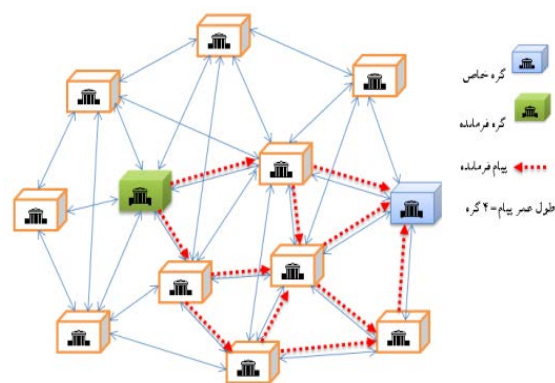 گره خاص
گره فرمانده
پیام فرمانده
طول عمر پیام=۴ گره